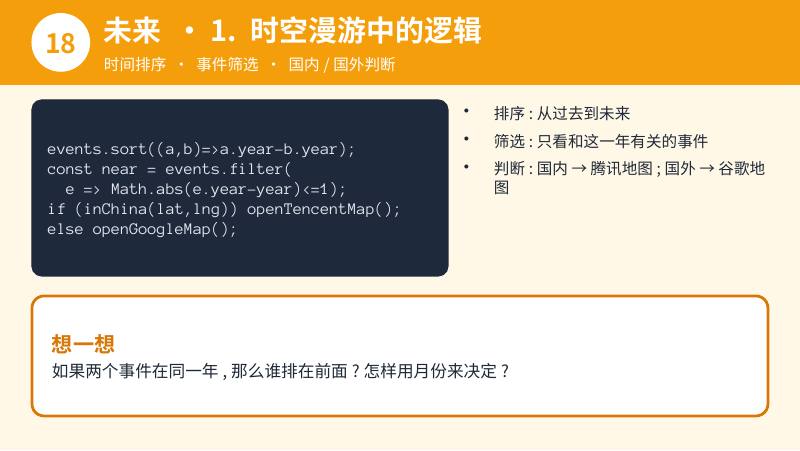 18
未来 · 1. 时空漫游中的逻辑
时间排序 · 事件筛选 · 国内 / 国外判断
events.sort((a,b)=>a.year-b.year);
const near = events.filter(
  e => Math.abs(e.year-year)<=1);
if (inChina(lat,lng)) openTencentMap();
else openGoogleMap();
• 排序 : 从过去到未来
• 筛选 : 只看和这一年有关的事件
• 判断 : 国内 → 腾讯地图 ; 国外 → 谷歌地
图
想一想
如果两个事件在同一年 , 那么谁排在前面 ? 怎样用月份来决定 ?